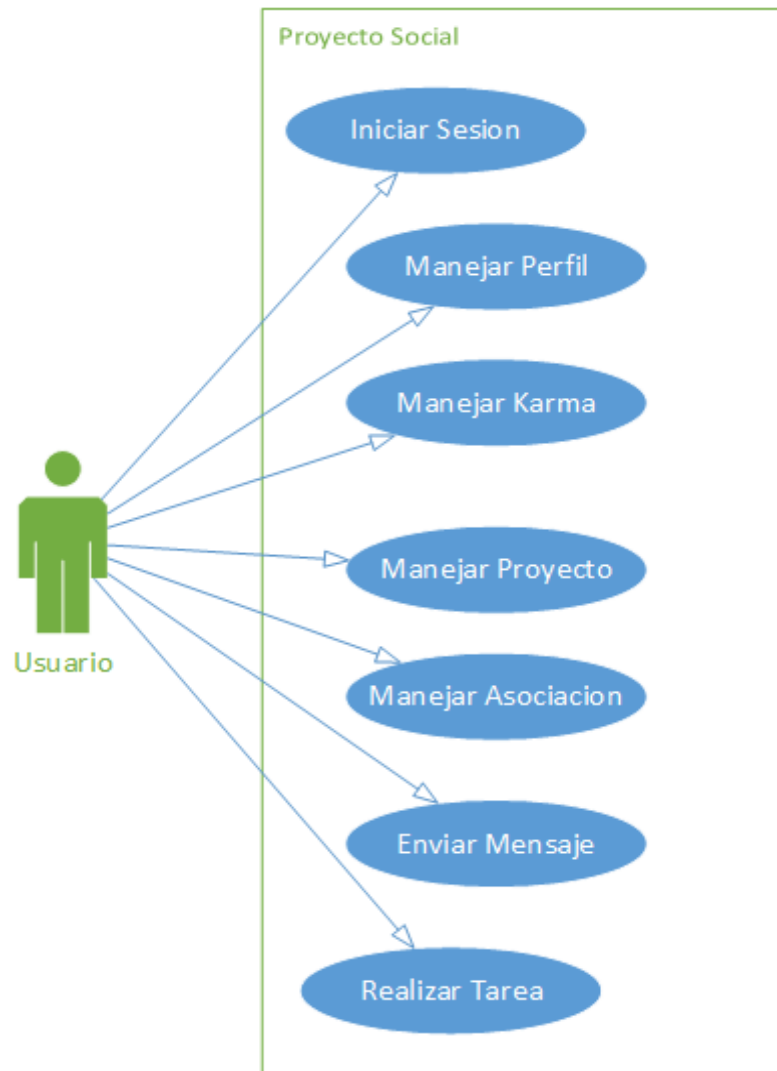 Proyecto Social
Iniciar Sesion
Manejar Perfil
Manejar Karma
Manejar Proyecto
Usuario
Manejar Asociacion
Enviar Mensaje
Realizar Tarea